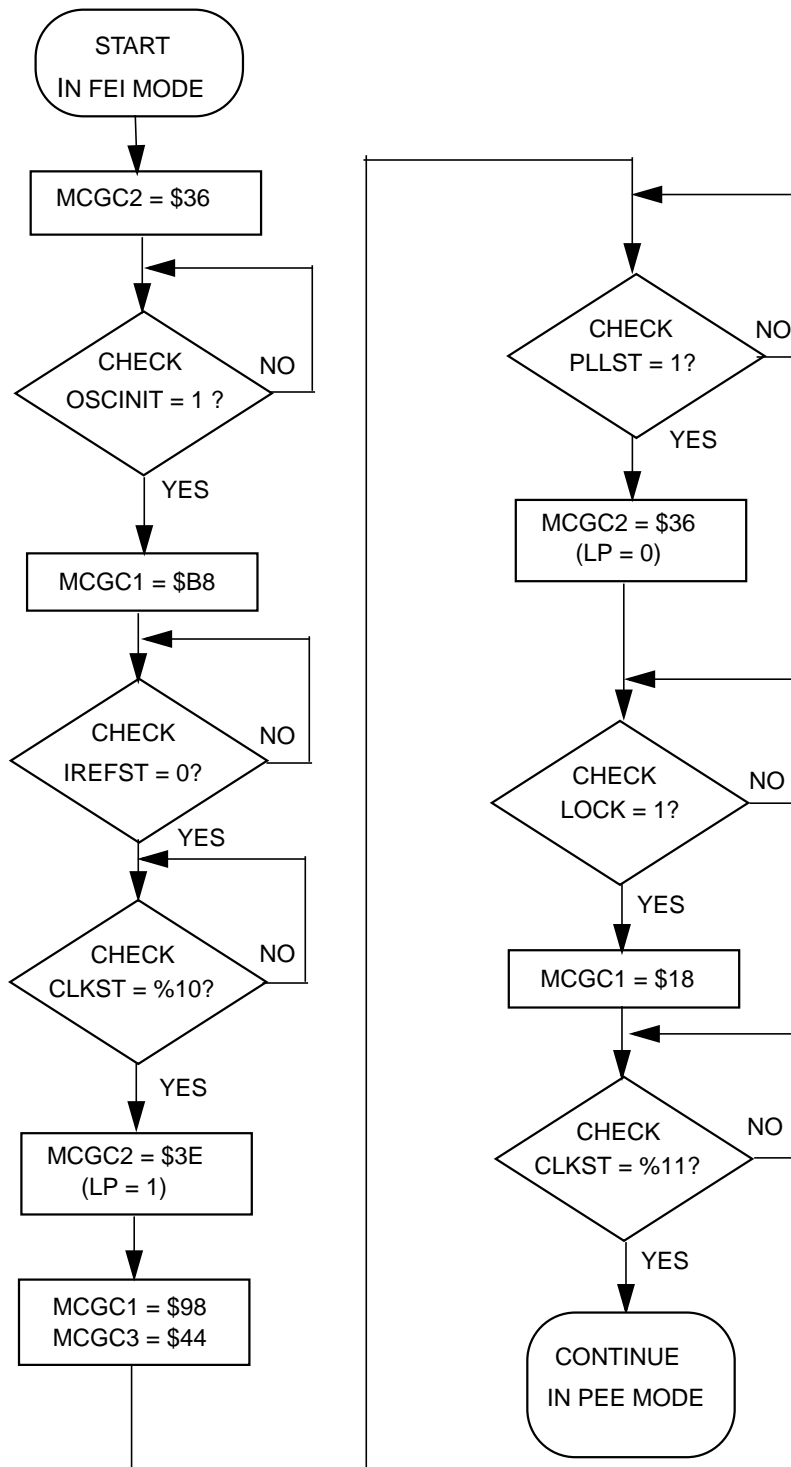 START
IN FEI MODE
MCGC2 = $36
CHECK
OSCINIT = 1 ?
NO
YES
MCGC1 = $B8
CHECK
IREFST = 0?
NO
YES
CHECK
CLKST = %10?
NO
YES
MCGC2 = $3E
(LP = 1)
MCGC1 = $98
MCGC3 = $44
CHECK
PLLST = 1?
NO
YES
MCGC2 = $36
(LP = 0)
CHECK
LOCK = 1?
NO
YES
MCGC1 = $18
CHECK
CLKST = %11?
NO
YES
CONTINUE
IN PEE MODE